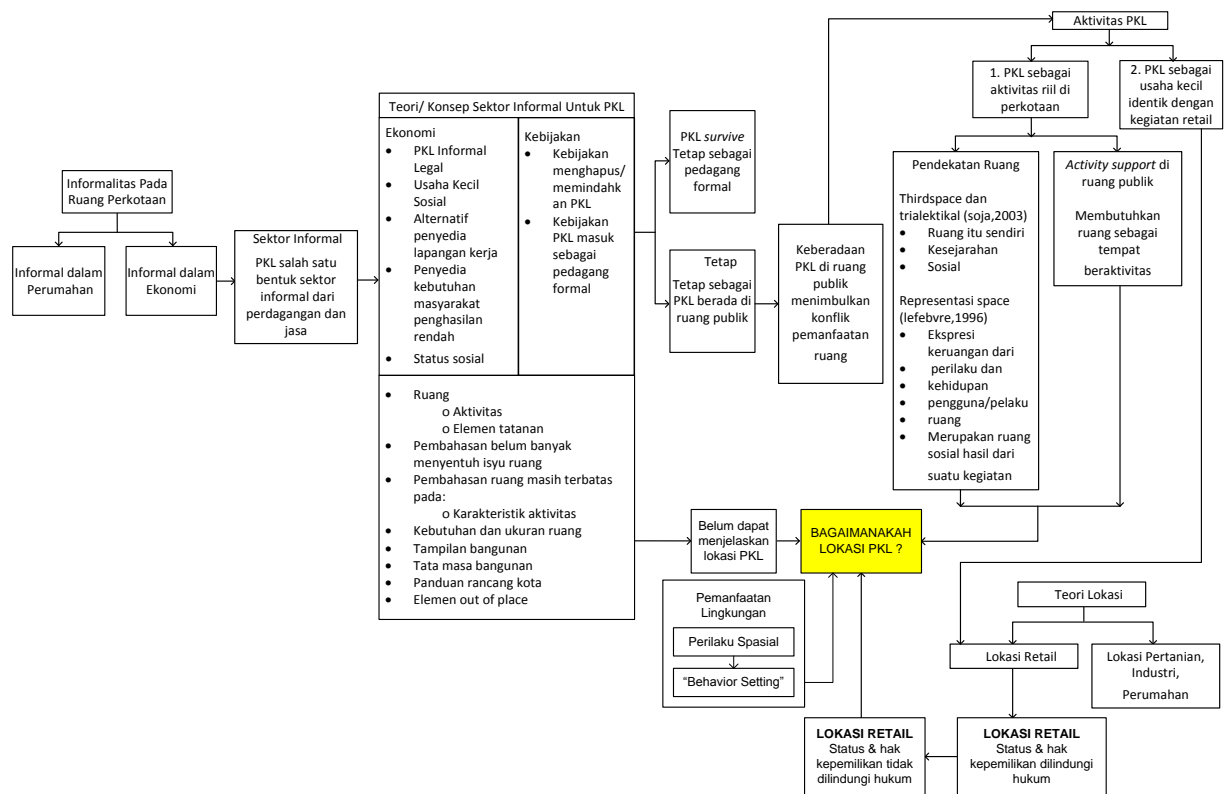 Informalitas Pada
Ruang Perkotaan
Informal dalam
Perumahan
Informal dalam
Ekonomi
Sektor Informal
PKL salah satu
bentuk sektor
informal dari
perdagangan dan
jasa
Teori/ Konsep Sektor Informal Untuk PKL
Ekonomi
• PKL Informal
Legal
• Usaha Kecil
Sosial
• Alternatif
penyedia
lapangan kerja
• Penyedia
kebutuhan
masyarakat
penghasilan
rendah
• Status sosial
Kebijakan
• Kebijakan
menghapus/
memindahk
an PKL
• Kebijakan
PKL masuk
sebagai
pedagang
formal
• Ruang
o Aktivitas
o Elemen tatanan
• Pembahasan belum banyak
menyentuh isyu ruang
• Pembahasan ruang masih terbatas
pada:
o Karakteristik aktivitas
• Kebutuhan dan ukuran ruang
• Tampilan bangunan
• Tata masa bangunan
• Panduan rancang kota
• Elemen out of place
PKL survive
Tetap sebagai
pedagang
formal
Tetap
Tetap sebagai
PKL berada di
ruang publik
Keberadaan
PKL di ruang
publik
menimbulkan
konflik
pemanfaatan
ruang
Aktivitas PKL
1. PKL sebagai
aktivitas riil di
perkotaan
2. PKL sebagai
usaha kecil
identik dengan
kegiatan retail
Pendekatan Ruang
Thirdspace dan
trialektikal (soja,2003)
• Ruang itu sendiri
• Kesejarahan
• Sosial
Representasi space
(lefebvre,1996)
• Ekspresi
keruangan dari
• perilaku dan
• kehidupan
• pengguna/pelaku
• ruang
• Merupakan ruang
sosial hasil dari
suatu kegiatan
Activity support di
ruang publik
Membutuhkan
ruang sebagai
tempat
beraktivitas
Belum dapat
menjelaskan
lokasi PKL
BAGAIMANAKAH
LOKASI PKL ?
Pemanfaatan
Lingkungan
Perilaku Spasial
“Behavior Setting”
Teori Lokasi
Lokasi Retail
Lokasi Pertanian,
Industri,
Perumahan
LOKASI RETAIL
Status & hak
kepemilikan tidak
dilindungi hukum
LOKASI RETAIL
Status & hak
kepemilikan dilindungi
hukum